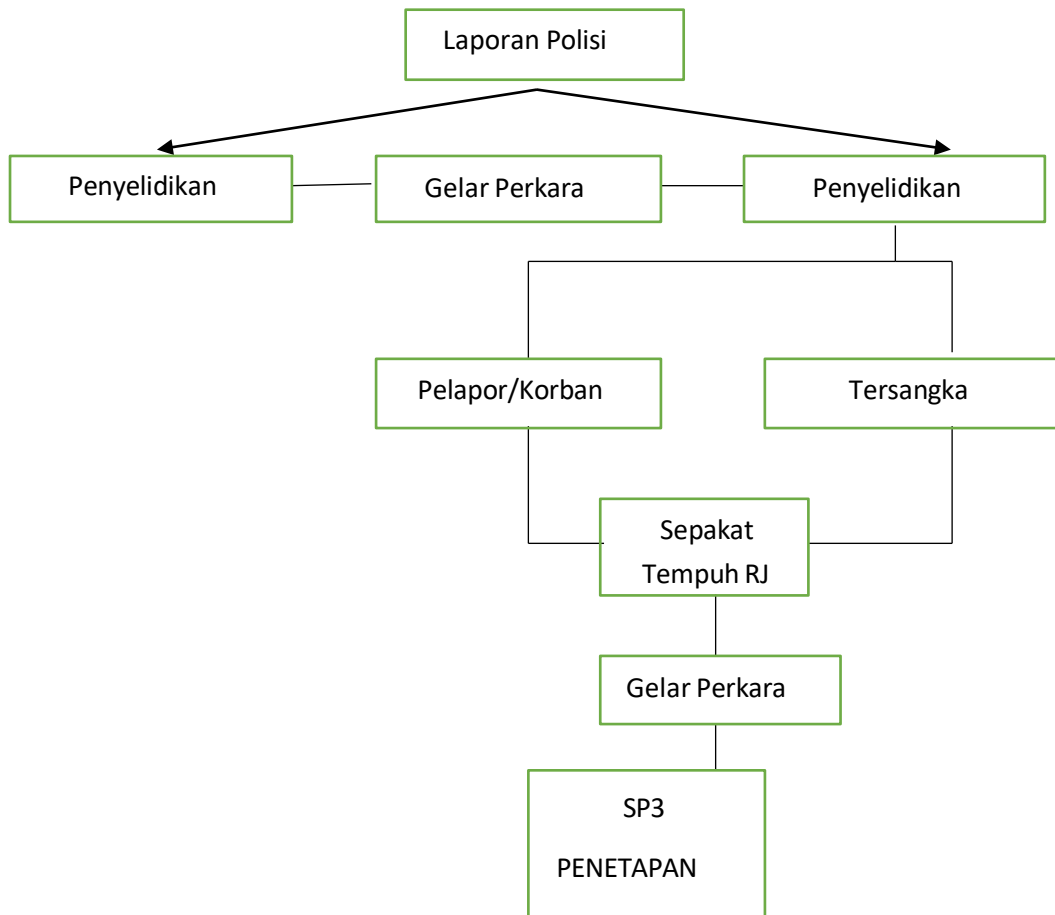 Laporan Polisi
Penyelidikan
Gelar Perkara
Penyelidikan
Pelapor/Korban
Tersangka
Sepakat
Tempuh RJ
Gelar Perkara
SP3
PENETAPAN